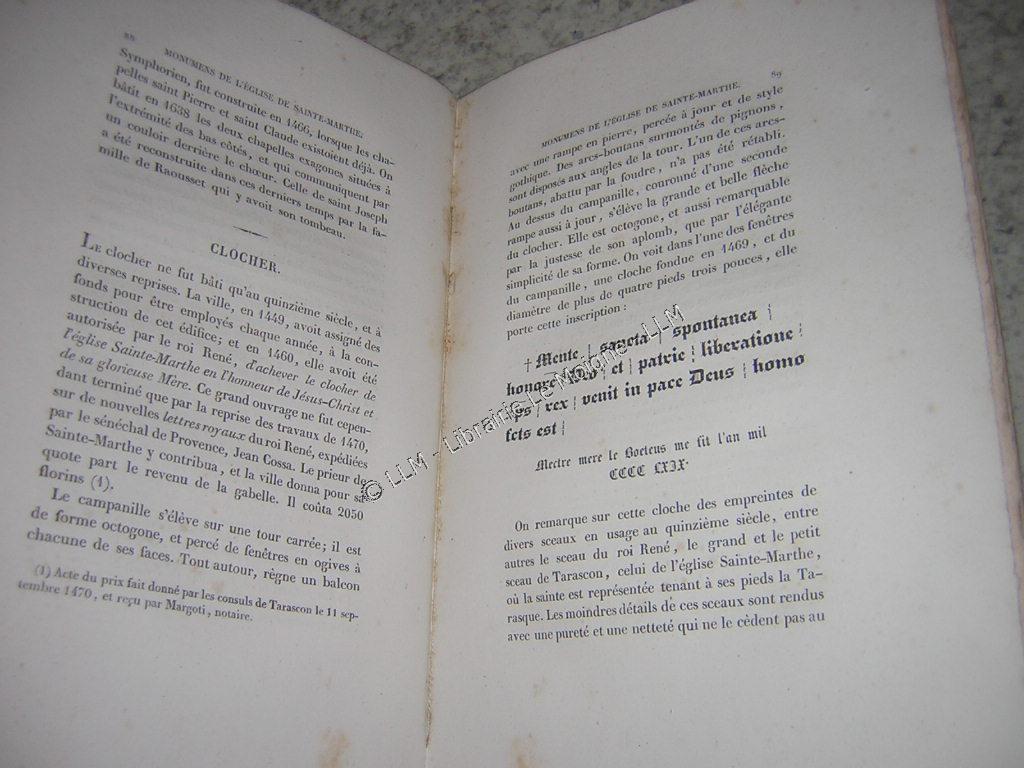 88
MONUMENS DE L'ÉGLISE DE SAINTE-MARTHE.
Symphorien, fut construite en 1466, lorsque les cha-
pelles saint Pierre et saint Claude existoient déjà. On
bâtit en 1638 les deux chapelles exagones situées à
l'extrémité des bas côtés, et qui communiquent par
un couloir derrière le chœur. Celle de saint Joseph
a été reconstruite dans ces derniers temps par la fa-
mille de Raousset qui y avoit son tombeau.
CLOCHER.
LE clocher ne fut bâti qu'au quinzième siècle, et à
diverses reprises. La ville, en 1449, avoit assigné des
fonds pour être employés chaque année, à la con-
struction de cet édifice; et en 1460, elle avoit été
autorisée par le roi René, d'achever le clocher de
l'église Sainte-Marthe en l'honneur de Jésus-Christ et
de sa glorieuse Mère. Ce grand ouvrage ne fut cepen-
dant terminé que par la reprise des travaux de 1470,
sur de nouvelles lettres royaux du roi René, expédiées
par le sénéchal de Provence, Jean Cossa. Le prieur de
Sainte-Marthe y contribua, et la ville donna pour sa
quote part le revenu de la gabelle. Il coûta 2050
florins (1).
Le campanille s'élève sur une tour carrée; il est
de forme octogone, et percé de fenêtres en ogives à
chacune de ses faces. Tout autour, règne un balcon
(1) Acte du prix fait donné par les consuls de Tarascon le 11 sep-
tembre 1470, et reçu par Margoti, notaire.
89
MONUMENS DE L'ÉGLISE DE SAINTE-MARTHE.
avec une rampe en pierre, percée à jour et de style
gothique. Des arcs-boutans surmontés de pignons,
sont disposés aux angles de la tour. L'un de ces arcs-
boutans, abattu par la foudre, n'a pas été rétabli.
Au dessus du campanille, couronné d'une seconde
rampe aussi à jour, s'élève la grande et belle flèche
du clocher. Elle est octogone, et aussi remarquable
par la justesse de son aplomb, que par l'élégante
simplicité de sa forme. On voit dans l'une des fenêtres
du campanille, une cloche fondue en 1469, et du
diamètre de plus de quatre pieds trois pouces, elle
porte cette inscription:
† Mente ¦ sancta ¦ spontanea ¦
honore ¦ Deo ¦ et ¦ patrie ¦ liberatione ¦
¦ rex ¦ venit in pace Deus ¦ homo
est ¦
Mectre mere le Bocteus me fit l'an mil
CCCC LXIX.
On remarque sur cette cloche des empreintes de
divers sceaux en usage au quinzième siècle, entre
autres le sceau du roi René, le grand et le petit
sceau de Tarascon, celui de l'église Sainte-Marthe,
où la sainte est représentée tenant à ses pieds la Ta-
rasque. Les moindres détails de ces sceaux sont rendus
avec une pureté et une netteté qui ne le cèdent pas au
© LLM - Librairie Le Moigne - LLM